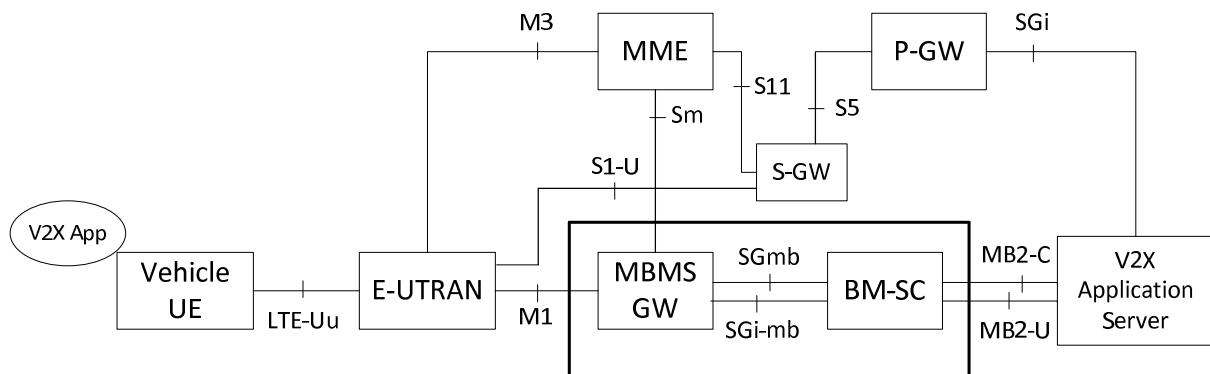 M3
MME
P-GW
SGi
S11
S5
Sm
S1-U
S-GW
V2X App
Vehicle
UE
LTE-Uu
E-UTRAN
M1
MBMS
GW
SGmb
SGi-mb
BM-SC
MB2-C
MB2-U
V2X
Application
Server